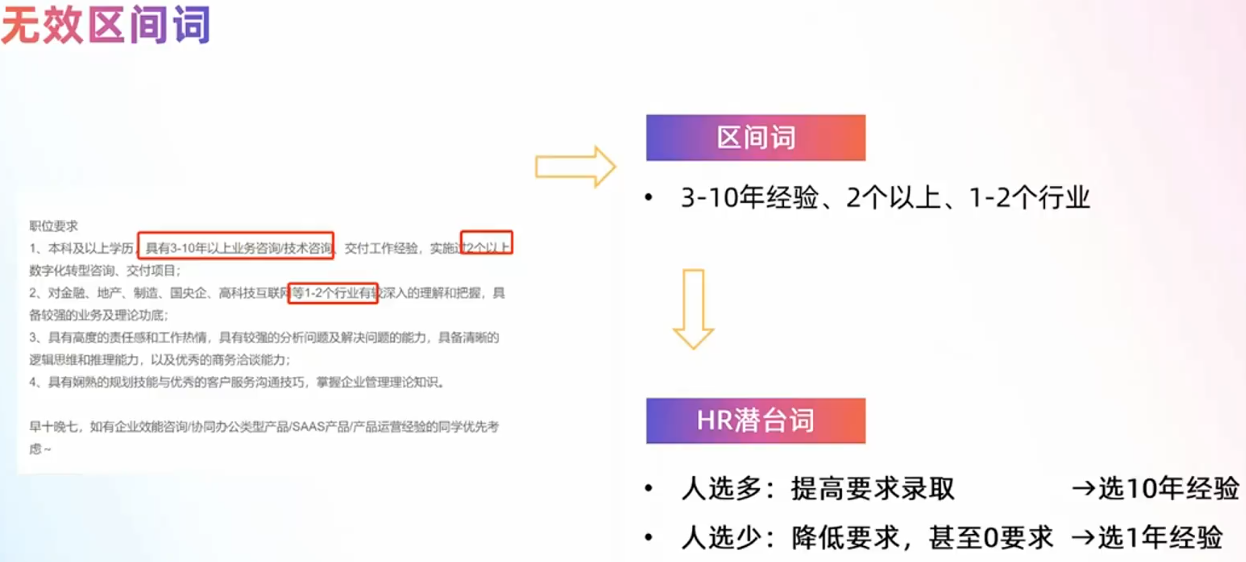 无效区间词
职位要求
1、本科及以上学历，具有3-10年以上业务咨询/技术咨询、交付工作经验，实施过2个以上
数字化转型咨询、交付项目；
2、对金融、地产、制造、国央企、高科技互联网等1-2个行业有较深入的理解和把握，具
备较强的业务及理论功底；
3、具有高度的责任感和工作热情，具有较强的分析问题及解决问题的能力，具备清晰的
逻辑思维和推理能力，以及优秀的商务洽谈能力；
4、具有娴熟的规划技能与优秀的客户服务沟通技巧，掌握企业管理理论知识。
早十晚七，如有企业效能咨询/协同办公类型产品/SAAS产品/产品运营经验的同学优先考
虑~
区间词
• 3-10年经验、2个以上、1-2个行业
HR潜台词
• 人选多：提高要求录取 →选10年经验
• 人选少：降低要求，甚至0要求 →选1年经验